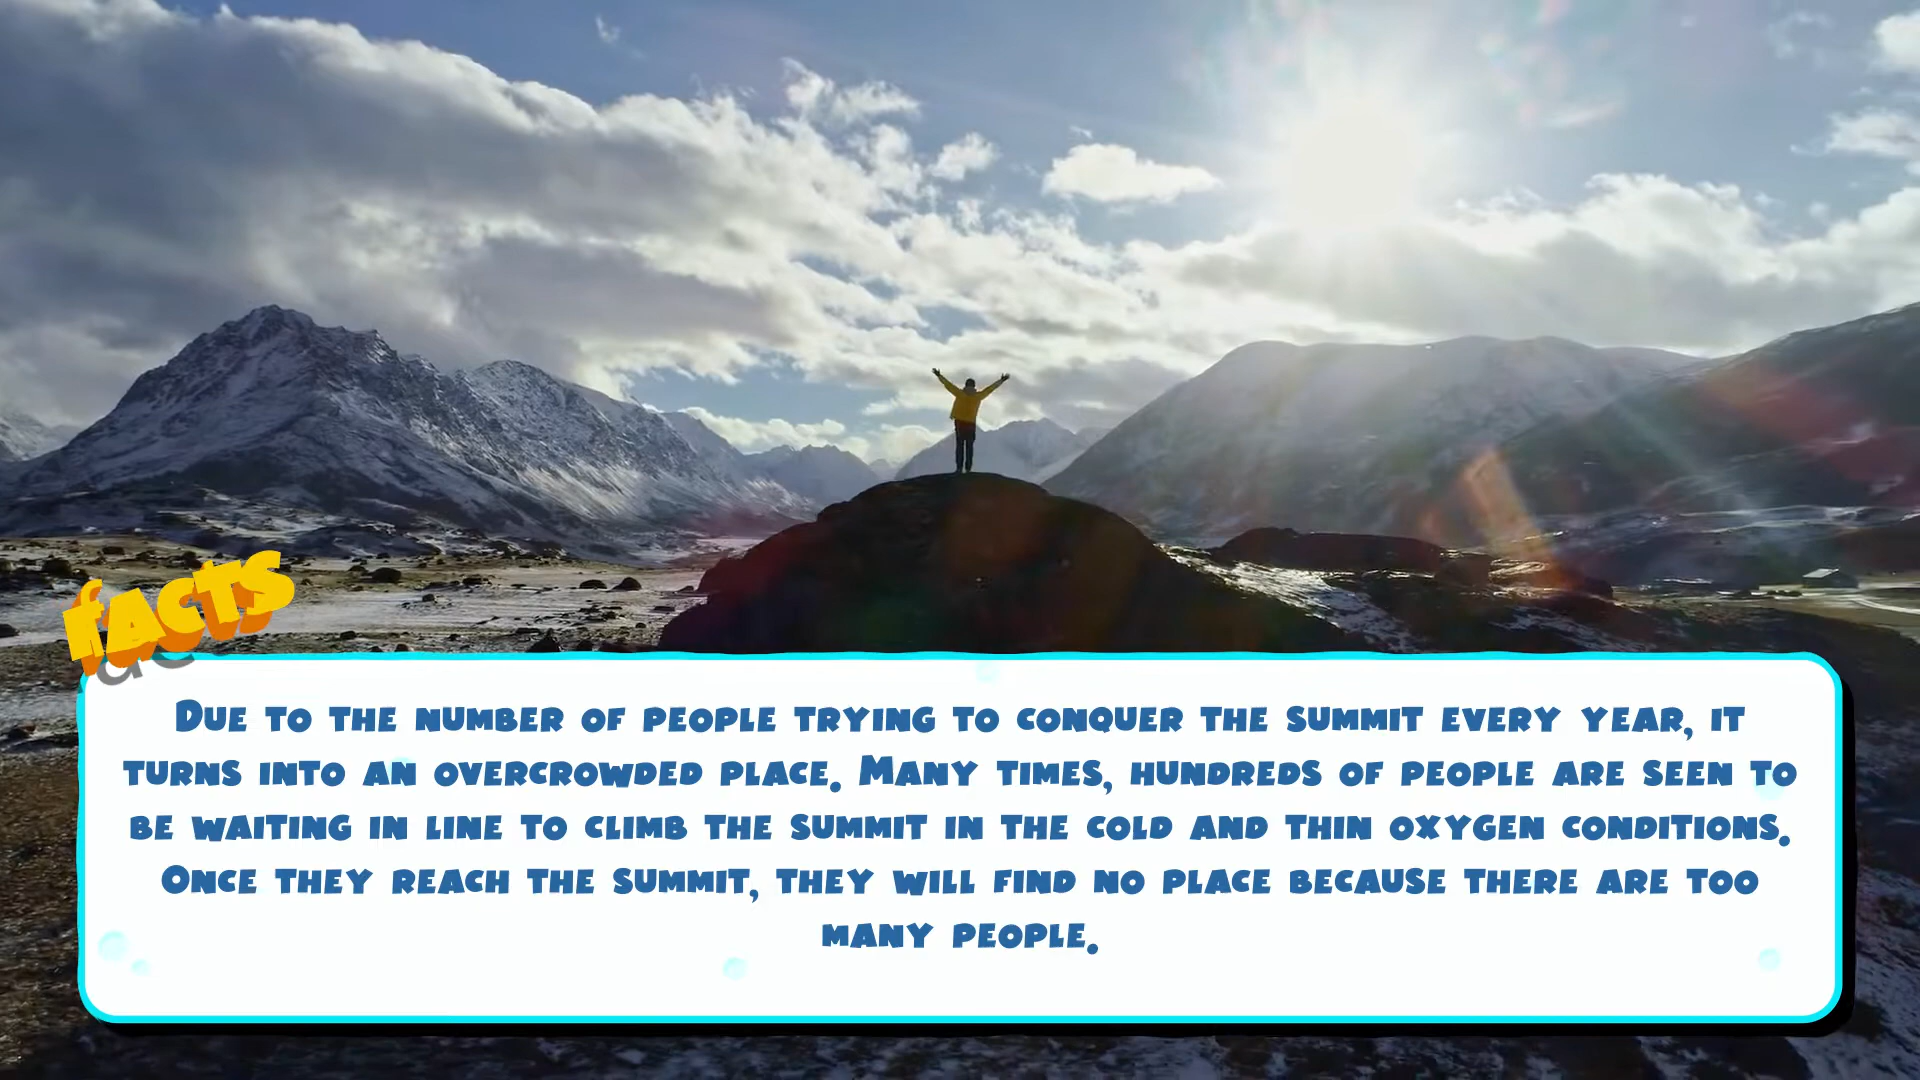 facts
Due to the number of people trying to conquer the summit every year, it
turns into an overcrowded place. Many times, hundreds of people are seen to
be waiting in line to climb the summit in the cold and thin oxygen conditions.
Once they reach the summit, they will find no place because there are too
many people.